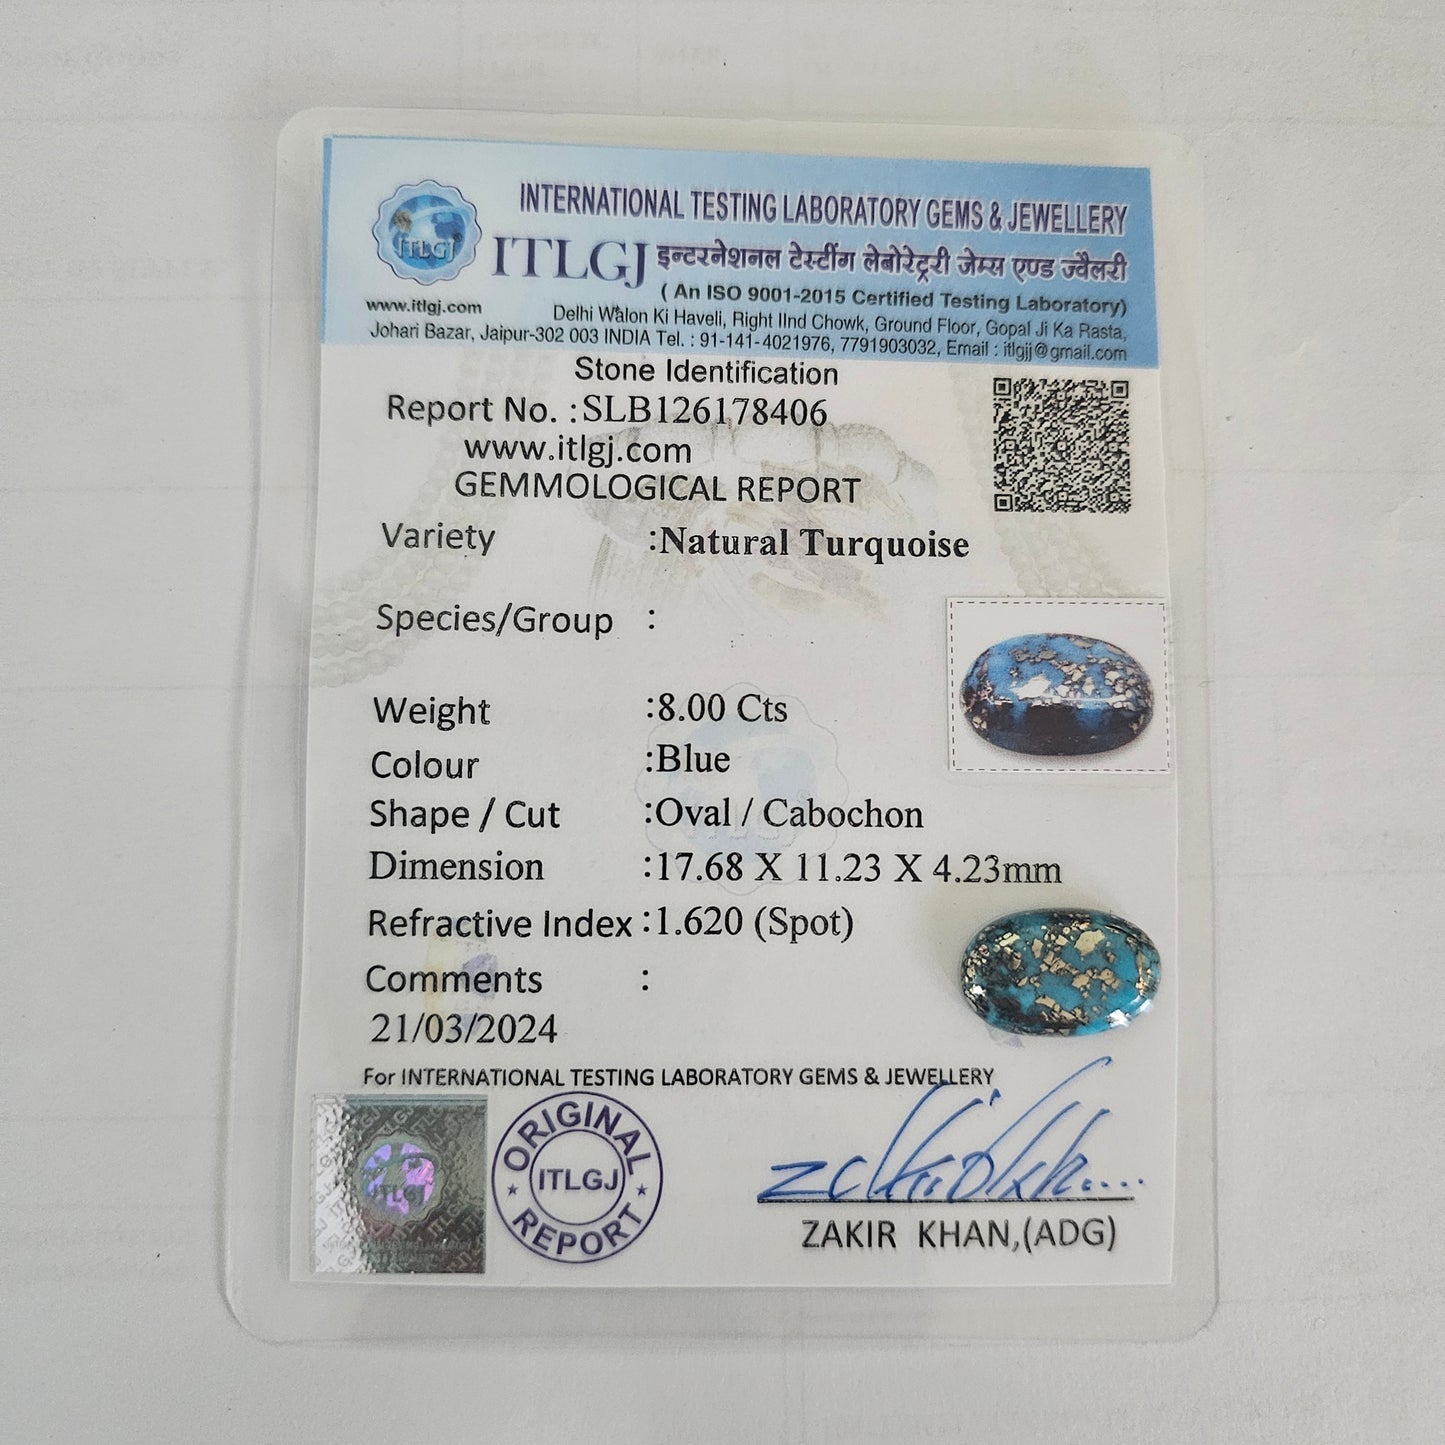 INTERNATIONAL TESTING LABORATORY GEMS & JEWELLERY
ITLGJ
ITLGJ इन्टरनेशनल टेस्टींग लेबोरेट्ररी जेम्स एण्ड ज्वैलरी
( An ISO 9001-2015 Certified Testing Laboratory)
www.itlgj.com
Delhi Walon Ki Haveli, Right IInd Chowk, Ground Floor, Gopal Ji Ka Rasta,
Johari Bazar, Jaipur-302 003 INDIA Tel. : 91-141-4021976, 7791903032, Email : itlgjj@gmail.com
Stone Identification
Report No. :SLB126178406
www.itlgj.com
GEMMOLOGICAL REPORT
Variety :Natural Turquoise
Species/Group :
Weight :8.00 Cts
Colour :Blue
Shape / Cut :Oval / Cabochon
Dimension :17.68 X 11.23 X 4.23mm
Refractive Index :1.620 (Spot)
Comments :
21/03/2024
For INTERNATIONAL TESTING LABORATORY GEMS & JEWELLERY
ITLGJ
ORIGINAL
ITLGJ
REPORT
ZAKIR KHAN,(ADG)